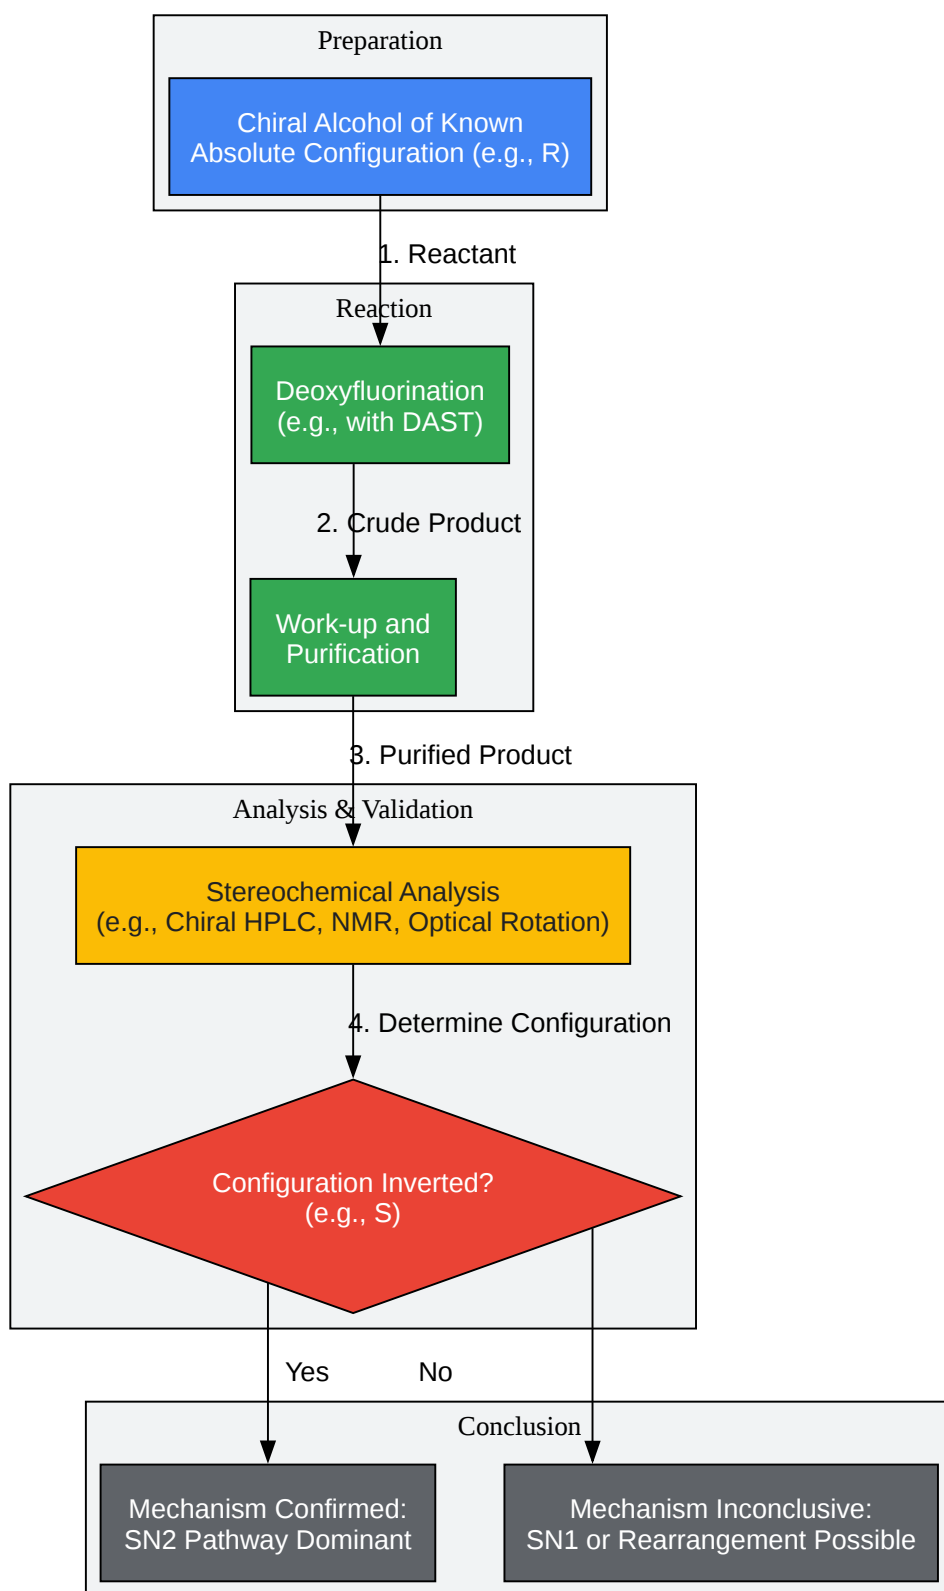 Preparation
Chiral Alcohol of Known
Absolute Configuration (e.g., R)
1. Reactant
Reaction
Deoxyfluorination
(e.g., with DAST)
2. Crude Product
Work-up and
Purification
3. Purified Product
Analysis & Validation
Stereochemical Analysis
(e.g., Chiral HPLC, NMR, Optical Rotation)
4. Determine Configuration
Configuration Inverted?
(e.g., S)
Yes
No
Conclusion
Mechanism Confirmed:
SN2 Pathway Dominant
Mechanism Inconclusive:
SN1 or Rearrangement Possible